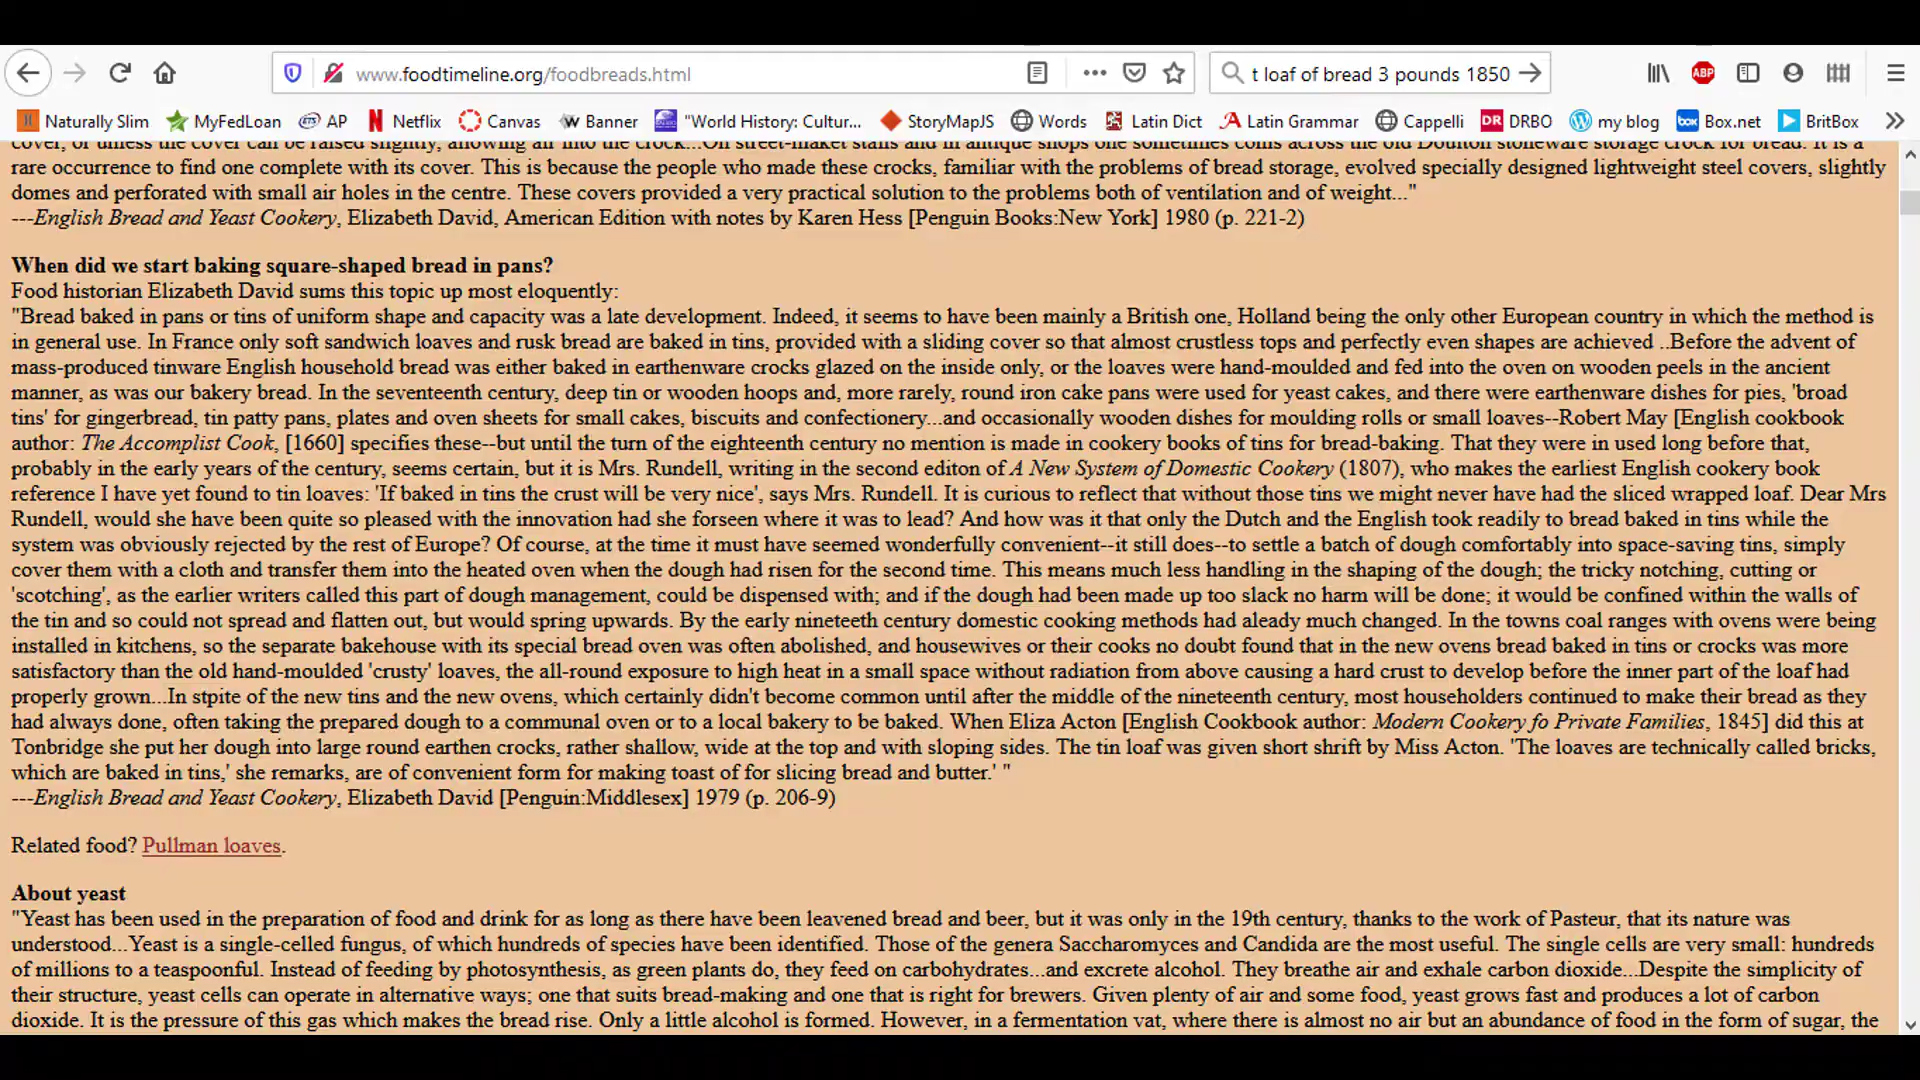 www.foodtimeline.org/foodbreads.html
t loaf of bread 3 pounds 1850
ABP
Naturally Slim
MyFedLoan
ETS AP
Netflix
Canvas
W Banner
"World History: Cultur...
StoryMapJS
Words
Latin Dict
A Latin Grammar
Cappelli
DR DRBO
my blog
box Box.net
BritBox
cover, or unless the cover can be raised slightly, allowing air into the crock...On street-maket stalls and in antique shops one sometimes coms across the old Doulton stoneware storage crock for bread. It is a
rare occurrence to find one complete with its cover. This is because the people who made these crocks, familiar with the problems of bread storage, evolved specially designed lightweight steel covers, slightly
domes and perforated with small air holes in the centre. These covers provided a very practical solution to the problems both of ventilation and of weight..."
---English Bread and Yeast Cookery, Elizabeth David, American Edition with notes by Karen Hess [Penguin Books:New York] 1980 (p. 221-2)
When did we start baking square-shaped bread in pans?
Food historian Elizabeth David sums this topic up most eloquently:
"Bread baked in pans or tins of uniform shape and capacity was a late development. Indeed, it seems to have been mainly a British one, Holland being the only other European country in which the method is
in general use. In France only soft sandwich loaves and rusk bread are baked in tins, provided with a sliding cover so that almost crustless tops and perfectly even shapes are achieved ..Before the advent of
mass-produced tinware English household bread was either baked in earthenware crocks glazed on the inside only, or the loaves were hand-moulded and fed into the oven on wooden peels in the ancient
manner, as was our bakery bread. In the seventeenth century, deep tin or wooden hoops and, more rarely, round iron cake pans were used for yeast cakes, and there were earthenware dishes for pies, 'broad
tins' for gingerbread, tin patty pans, plates and oven sheets for small cakes, biscuits and confectionery...and occasionally wooden dishes for moulding rolls or small loaves--Robert May [English cookbook
author: The Accomplist Cook, [1660] specifies these--but until the turn of the eighteenth century no mention is made in cookery books of tins for bread-baking. That they were in used long before that,
probably in the early years of the century, seems certain, but it is Mrs. Rundell, writing in the second editon of A New System of Domestic Cookery (1807), who makes the earliest English cookery book
reference I have yet found to tin loaves: 'If baked in tins the crust will be very nice', says Mrs. Rundell. It is curious to reflect that without those tins we might never have had the sliced wrapped loaf. Dear Mrs
Rundell, would she have been quite so pleased with the innovation had she forseen where it was to lead? And how was it that only the Dutch and the English took readily to bread baked in tins while the
system was obviously rejected by the rest of Europe? Of course, at the time it must have seemed wonderfully convenient--it still does--to settle a batch of dough comfortably into space-saving tins, simply
cover them with a cloth and transfer them into the heated oven when the dough had risen for the second time. This means much less handling in the shaping of the dough; the tricky notching, cutting or
'scotching', as the earlier writers called this part of dough management, could be dispensed with; and if the dough had been made up too slack no harm will be done; it would be confined within the walls of
the tin and so could not spread and flatten out, but would spring upwards. By the early nineteeth century domestic cooking methods had aleady much changed. In the towns coal ranges with ovens were being
installed in kitchens, so the separate bakehouse with its special bread oven was often abolished, and housewives or their cooks no doubt found that in the new ovens bread baked in tins or crocks was more
satisfactory than the old hand-moulded 'crusty' loaves, the all-round exposure to high heat in a small space without radiation from above causing a hard crust to develop before the inner part of the loaf had
properly grown...In stpite of the new tins and the new ovens, which certainly didn't become common until after the middle of the nineteenth century, most householders continued to make their bread as they
had always done, often taking the prepared dough to a communal oven or to a local bakery to be baked. When Eliza Acton [English Cookbook author: Modern Cookery fo Private Families, 1845] did this at
Tonbridge she put her dough into large round earthen crocks, rather shallow, wide at the top and with sloping sides. The tin loaf was given short shrift by Miss Acton. 'The loaves are technically called bricks,
which are baked in tins,' she remarks, are of convenient form for making toast of for slicing bread and butter.' "
---English Bread and Yeast Cookery, Elizabeth David [Penguin:Middlesex] 1979 (p. 206-9)
Related food? Pullman loaves.
About yeast
"Yeast has been used in the preparation of food and drink for as long as there have been leavened bread and beer, but it was only in the 19th century, thanks to the work of Pasteur, that its nature was
understood...Yeast is a single-celled fungus, of which hundreds of species have been identified. Those of the genera Saccharomyces and Candida are the most useful. The single cells are very small: hundreds
of millions to a teaspoonful. Instead of feeding by photosynthesis, as green plants do, they feed on carbohydrates...and excrete alcohol. They breathe air and exhale carbon dioxide...Despite the simplicity of
their structure, yeast cells can operate in alternative ways; one that suits bread-making and one that is right for brewers. Given plenty of air and some food, yeast grows fast and produces a lot of carbon
dioxide. It is the pressure of this gas which makes the bread rise. Only a little alcohol is formed. However, in a fermentation vat, where there is almost no air but an abundance of food in the form of sugar, the